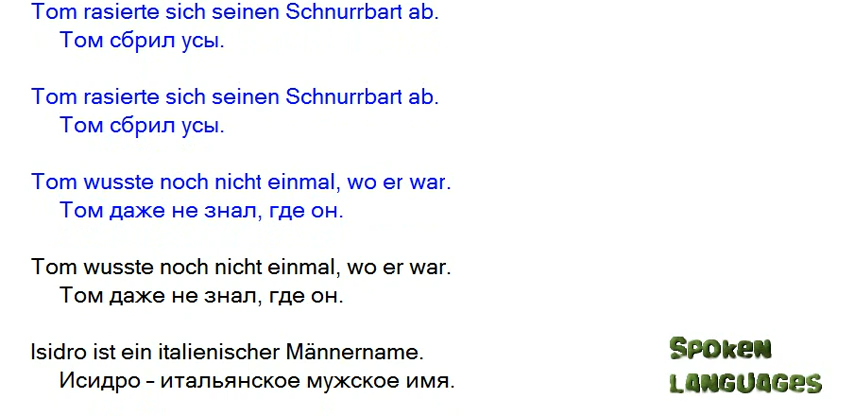 Tom rasierte sich seinen Schnurrbart ab.
Том сбрил усы.
Tom rasierte sich seinen Schnurrbart ab.
Том сбрил усы.
Tom wusste noch nicht einmal, wo er war.
Том даже не знал, где он.
Tom wusste noch nicht einmal, wo er war.
Том даже не знал, где он.
Isidro ist ein italienischer Männername.
Исидро – итальянское мужское имя.
Spoken
Languages